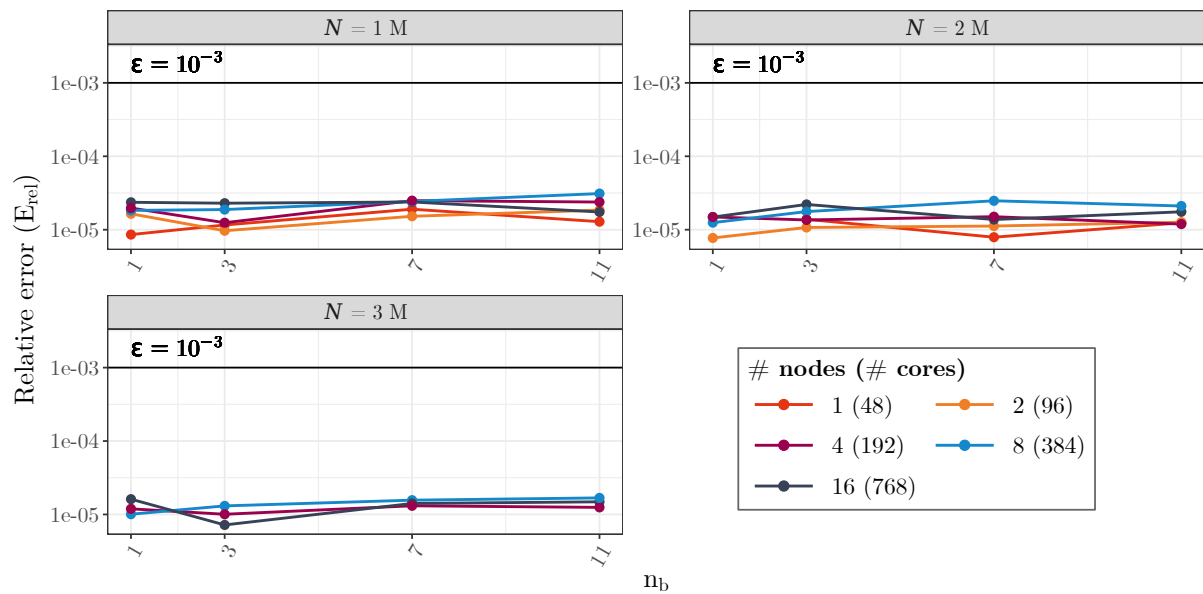 N = 1 M
N = 2 M
ε = 10⁻³
ε = 10⁻³
1e-03
1e-04
1e-05
1e-03
1e-04
1e-05
1 3 7 11
1 3 7 11
Relative error (E_rel)
N = 3 M
ε = 10⁻³
1e-03
1e-04
1e-05
1 3 7 11
# nodes (# cores)
1 (48) 2 (96)
4 (192) 8 (384)
16 (768)
n_b